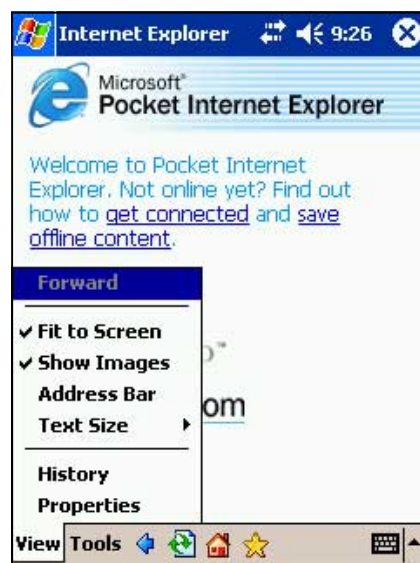 Internet Explorer 9:26
Microsoft®
Pocket Internet Explorer
Welcome to Pocket Internet
Explorer. Not online yet? Find out
how to get connected and save
offline content.
Forward
Fit to Screen
Show Images
Address Bar
Text Size
om
History
Properties
View Tools